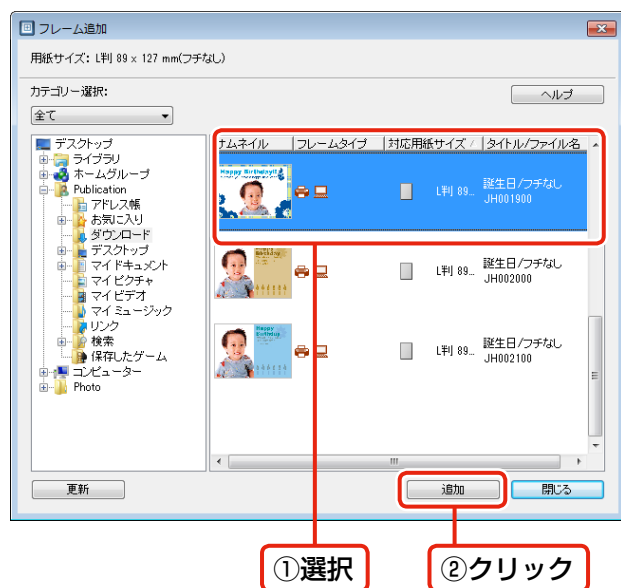 フレーム追加
用紙サイズ: L判 89 x 127 mm(フチなし)
カテゴリー選択:
ヘルプ
全て
デスクトップ
ライブラリ
ホームグループ
Publication
アドレス帳
お気に入り
ダウンロード
デスクトップ
マイドキュメント
マイピクチャ
マイビデオ
マイミュージック
リンク
検索
保存したゲーム
コンピューター
Photo
サムネイル フレームタイプ 対応用紙サイズ タイトル/ファイル名
Happy Birthday!!
L判 89... 誕生日/フチなし
JH001900
Happy
Birthday
L判 89... 誕生日/フチなし
JH002000
Happy
Birthday
L判 89... 誕生日/フチなし
JH002100
更新
追加
閉じる
①選択
②クリック